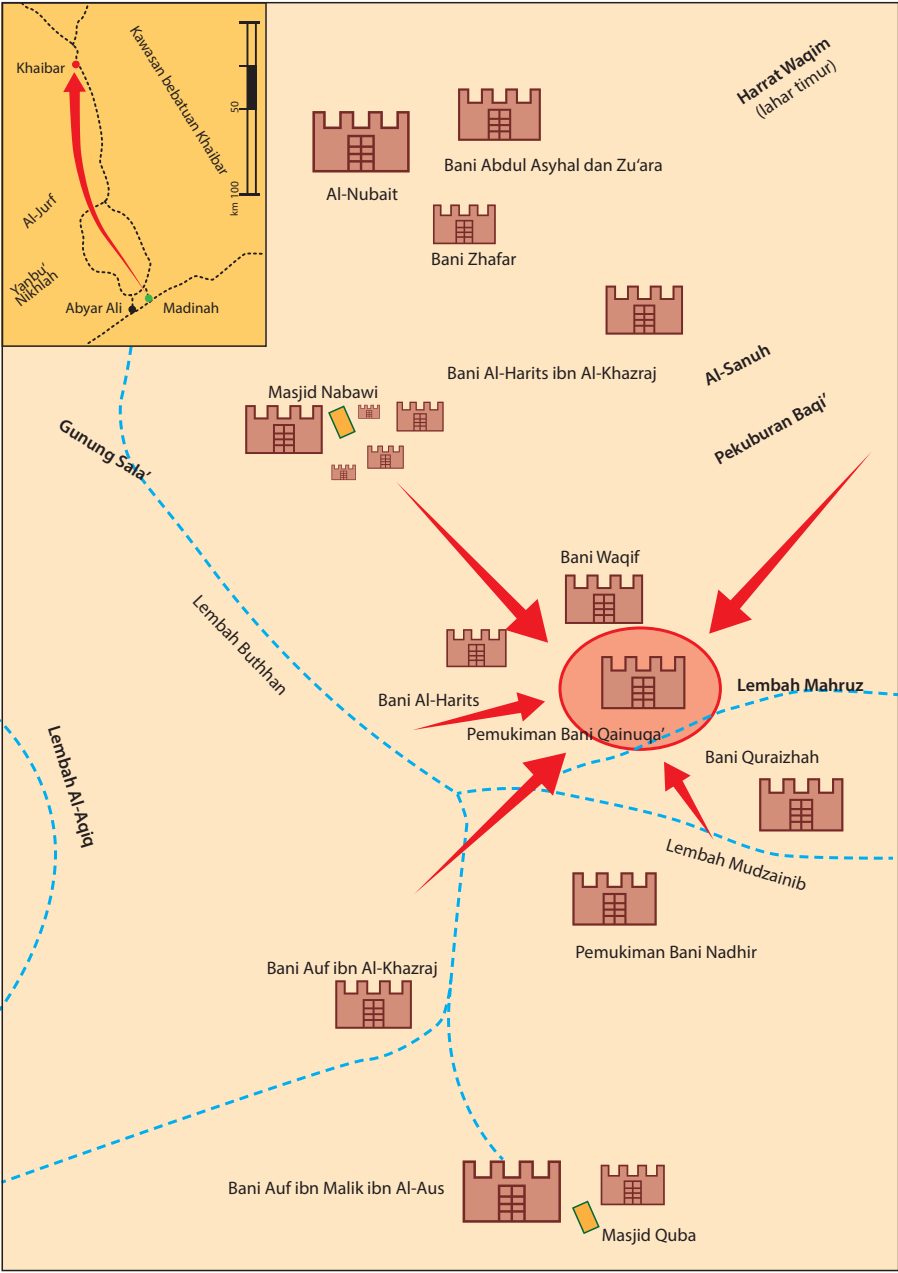 Khaibar
Kawasan bebatuan Khaibar
50
km 100
Al-Jurf
Yanbu'
Nikhlah
Abyar Ali
Madinah
Harrat Waqim
(lahar timur)
Al-Nubait
Bani Abdul Asyhal dan Zu‘ara
Bani Zhafar
Bani Al-Harits ibn Al-Khazraj
Al-Sanuh
Masjid Nabawi
Pekuburan Baqi’
Gunung Sala’
Bani Waqif
Lembah Buthhan
Bani Al-Harits
Lembah Mahruz
Pemukiman Bani Qainuqa’
Lembah Al-Aqiq
Bani Quraizhah
Lembah Mudzainib
Pemukiman Bani Nadhir
Bani Auf ibn Al-Khazraj
Bani Auf ibn Malik ibn Al-Aus
Masjid Quba